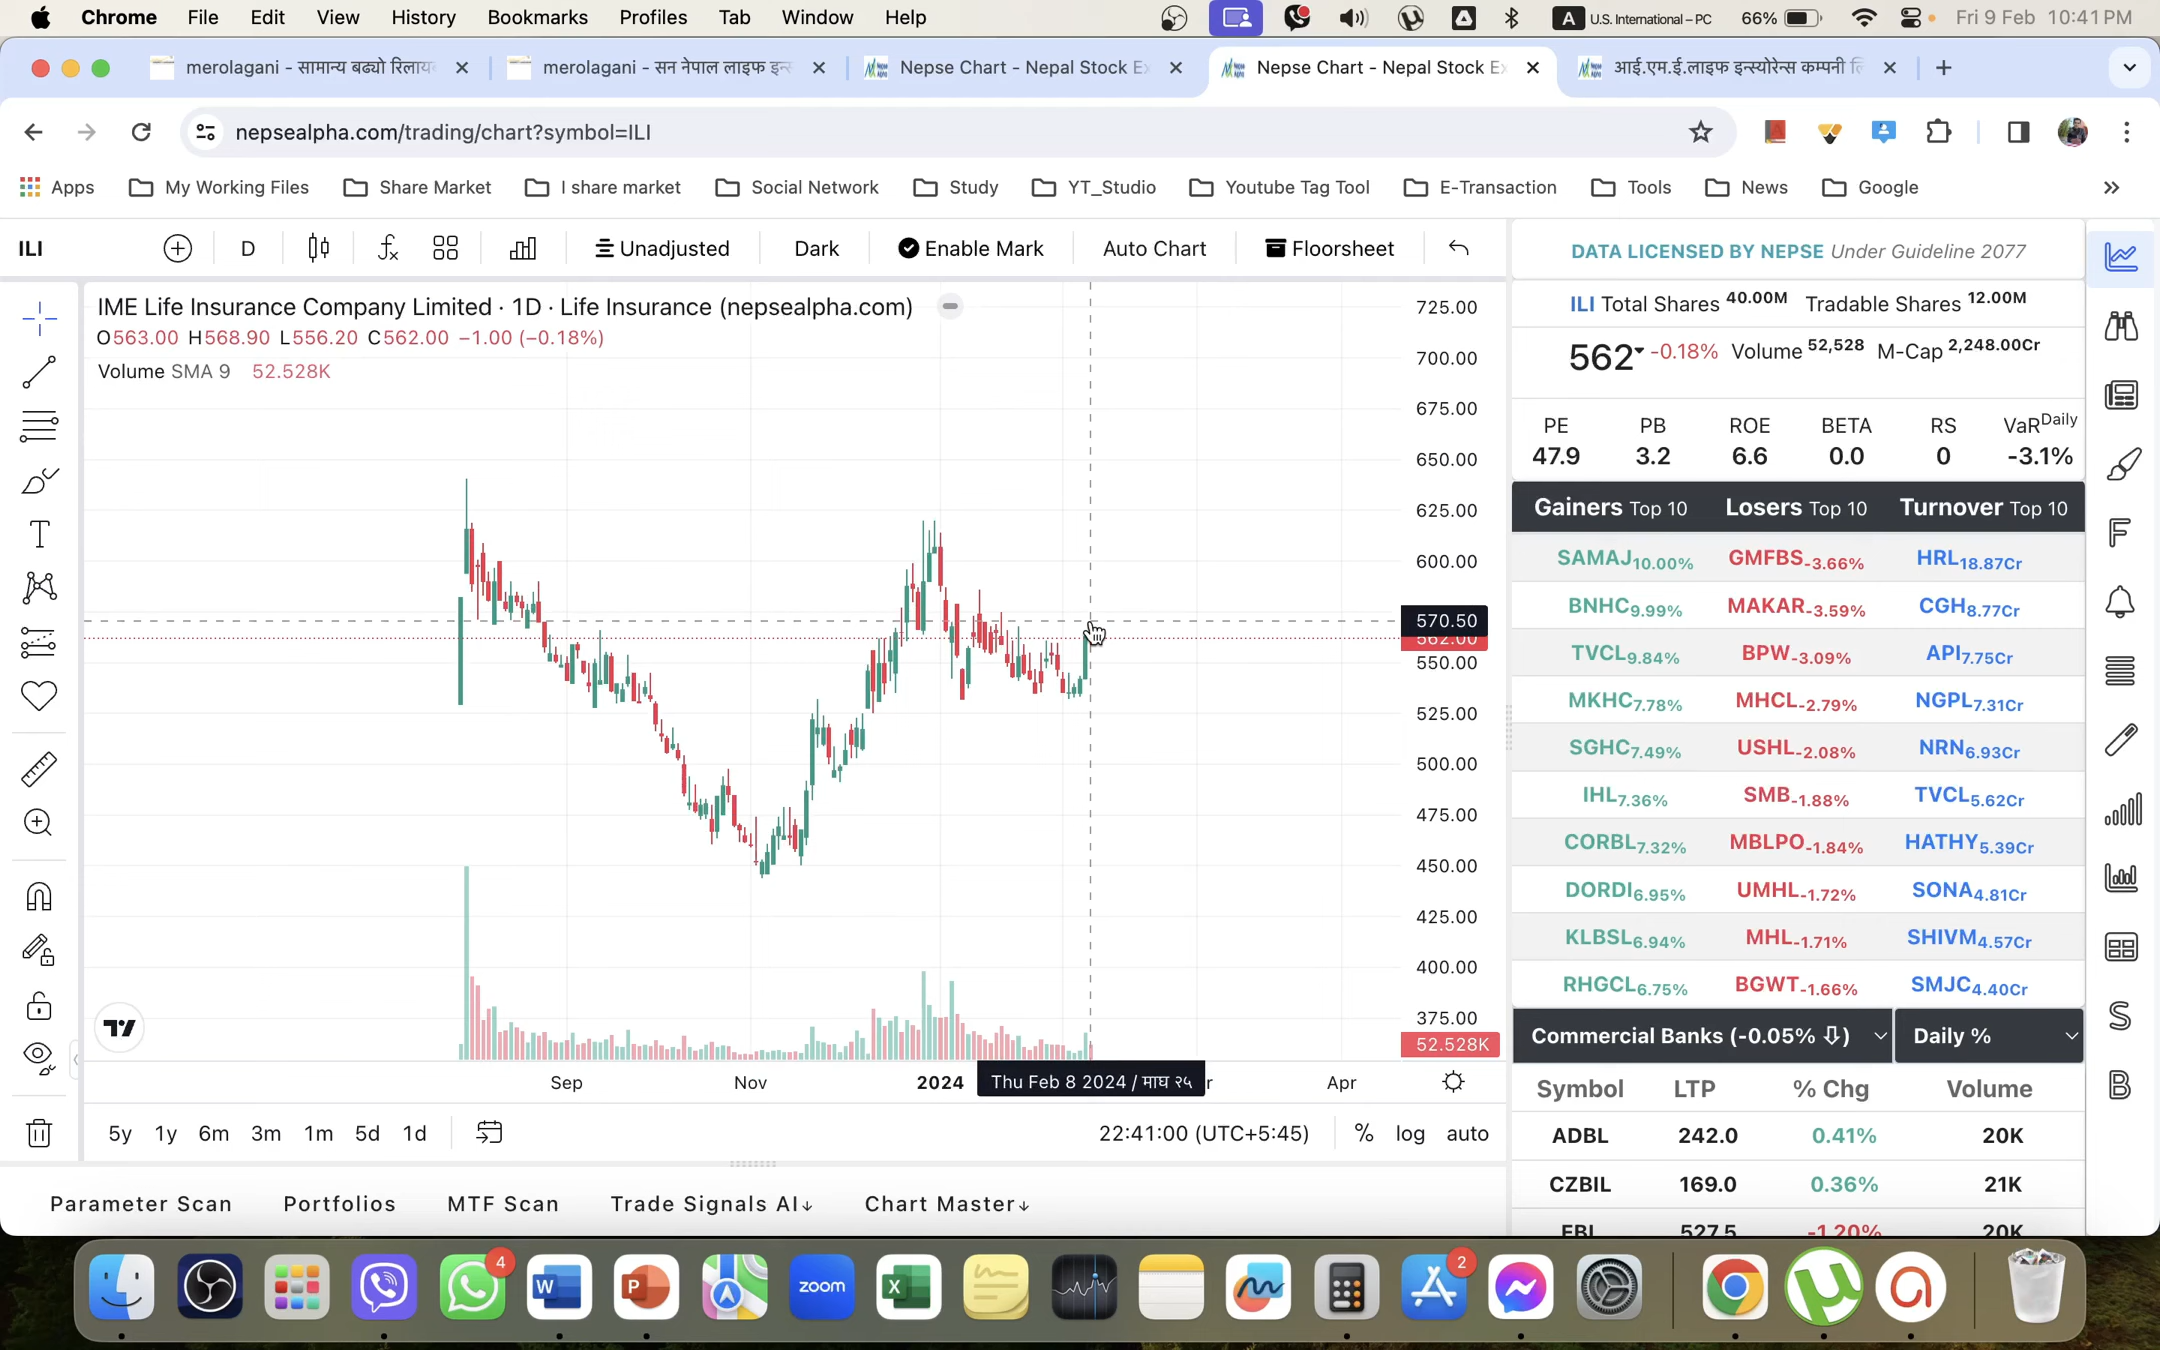 Chrome File Edit View History Bookmarks Profiles Tab Window Help A U.S. International – PC 66% Fri 9 Feb 10:41 PM
merolagani - सामान्य बढ्यो merolagani - सन नेपाल लाइफ Nepse Chart - Nepal Stock Nepse Chart - Nepal Stock आई.एम.ई.लाइफ इन्स्योरेन्स कम्पनी
nepsealpha.com/trading/chart?symbol=ILI
Apps My Working Files Share Market I share market Social Network Study YT_Studio Youtube Tag Tool E-Transaction Tools News Google »
ILI D Unadjusted Dark Enable Mark Auto Chart Floorsheet
IME Life Insurance Company Limited · 1D · Life Insurance (nepsealpha.com)
O563.00 H568.90 L556.20 C562.00 −1.00 (−0.18%)
Volume SMA 9 52.528K
725.00
700.00
675.00
650.00
625.00
600.00
570.50
562.00
550.00
525.00
500.00
475.00
450.00
425.00
400.00
375.00
52.528K
Sep Nov 2024 Thu Feb 8 2024 / माघ २५ Apr
5y 1y 6m 3m 1m 5d 1d 22:41:00 (UTC+5:45) % log auto
Parameter Scan Portfolios MTF Scan Trade Signals AI↓ Chart Master↓
DATA LICENSED BY NEPSE Under Guideline 2077
ILI Total Shares 40.00M Tradable Shares 12.00M
562 -0.18% Volume 52,528 M-Cap 2,248.00Cr
PE PB ROE BETA RS VaR Daily
47.9 3.2 6.6 0.0 0 -3.1%
Gainers Top 10 Losers Top 10 Turnover Top 10
SAMAJ10.00% GMFBS-3.66% HRL18.87Cr
BNHC9.99% MAKAR-3.59% CGH8.77Cr
TVCL9.84% BPW-3.09% API7.75Cr
MKHC7.78% MHCL-2.79% NGPL7.31Cr
SGHC7.49% USHL-2.08% NRN6.93Cr
IHL7.36% SMB-1.88% TVCL5.62Cr
CORBL7.32% MBLPO-1.84% HATHY5.39Cr
DORDI6.95% UMHL-1.72% SONA4.81Cr
KLBSL6.94% MHL-1.71% SHIVM4.57Cr
RHGCL6.75% BGWT-1.66% SMJC4.40Cr
Commercial Banks (-0.05% ⇩) Daily %
Symbol LTP % Chg Volume
ADBL 242.0 0.41% 20K
CZBIL 169.0 0.36% 21K
EBL 527.5 -1.20% 20K
F
S
B
4 W P zoom X 2